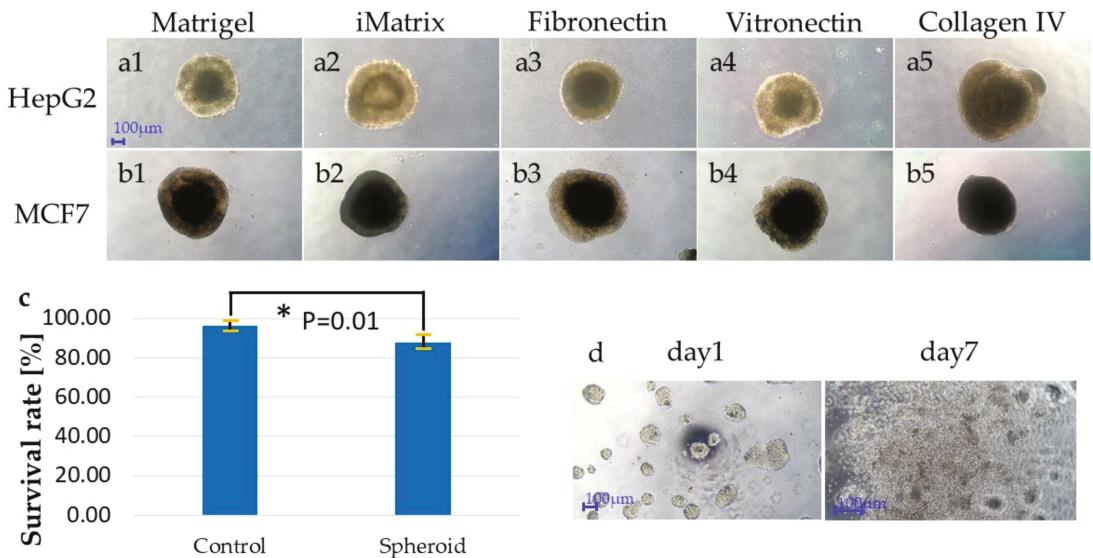 Matrigel iMatrix Fibronectin Vitronectin Collagen IV
HepG2 a1 a2 a3 a4 a5
100μm
MCF7 b1 b2 b3 b4 b5
c
* P=0.01
Survival rate [%]
100.00
80.00
60.00
40.00
20.00
0.00
Control Spheroid
d day1 day7
100μm 100μm